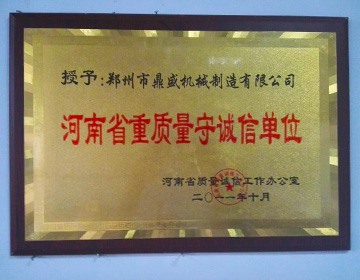 授予:郑州市鼎盛机械制造有限公司
河南省重质量守诚信单位
河南省质量诚信工作办公室
二〇一一年十月